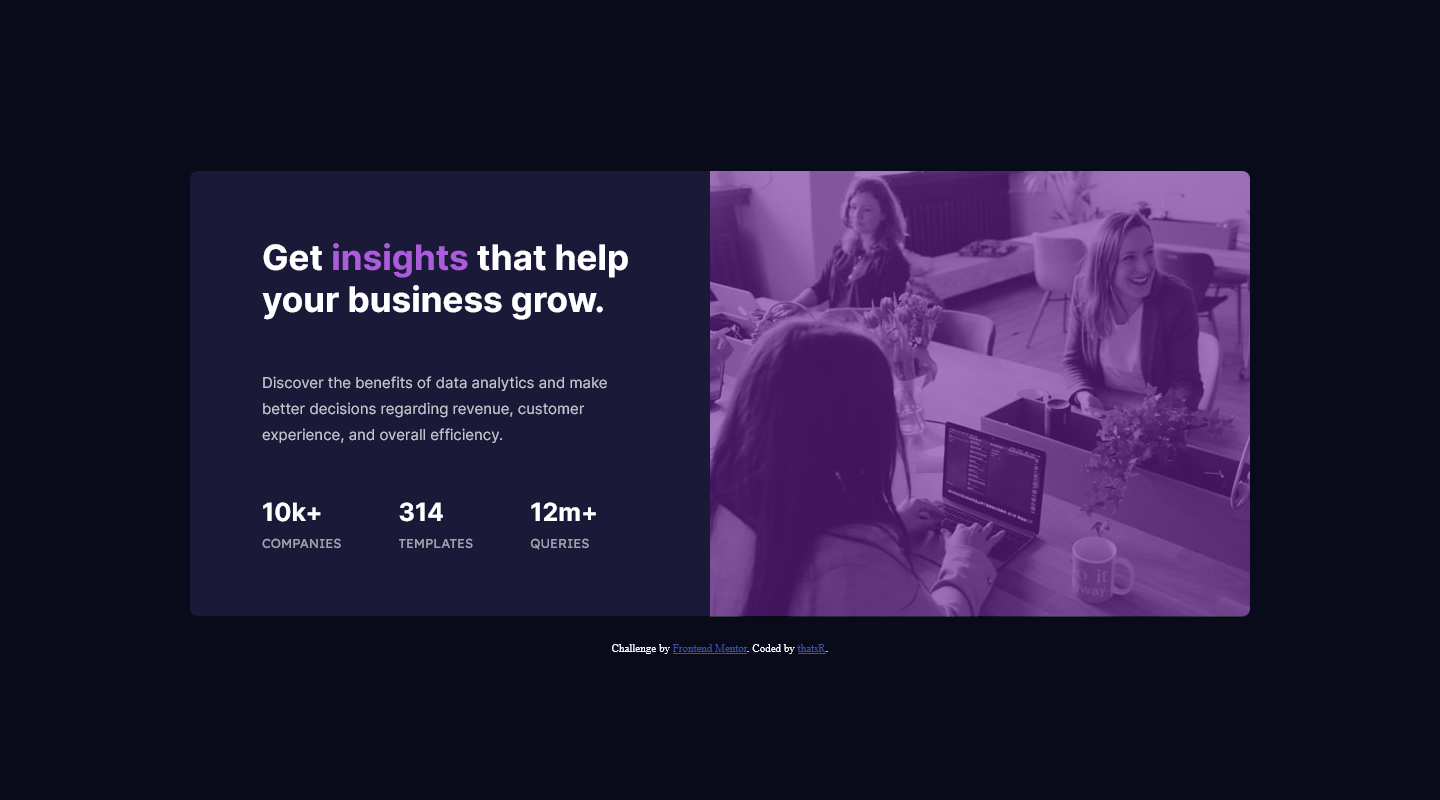 Get insights that help
your business grow.
Discover the benefits of data analytics and make
better decisions regarding revenue, customer
experience, and overall efficiency.
10k+ 314 12m+
COMPANIES TEMPLATES QUERIES
Challenge by Frontend Mentor. Coded by thatsR.